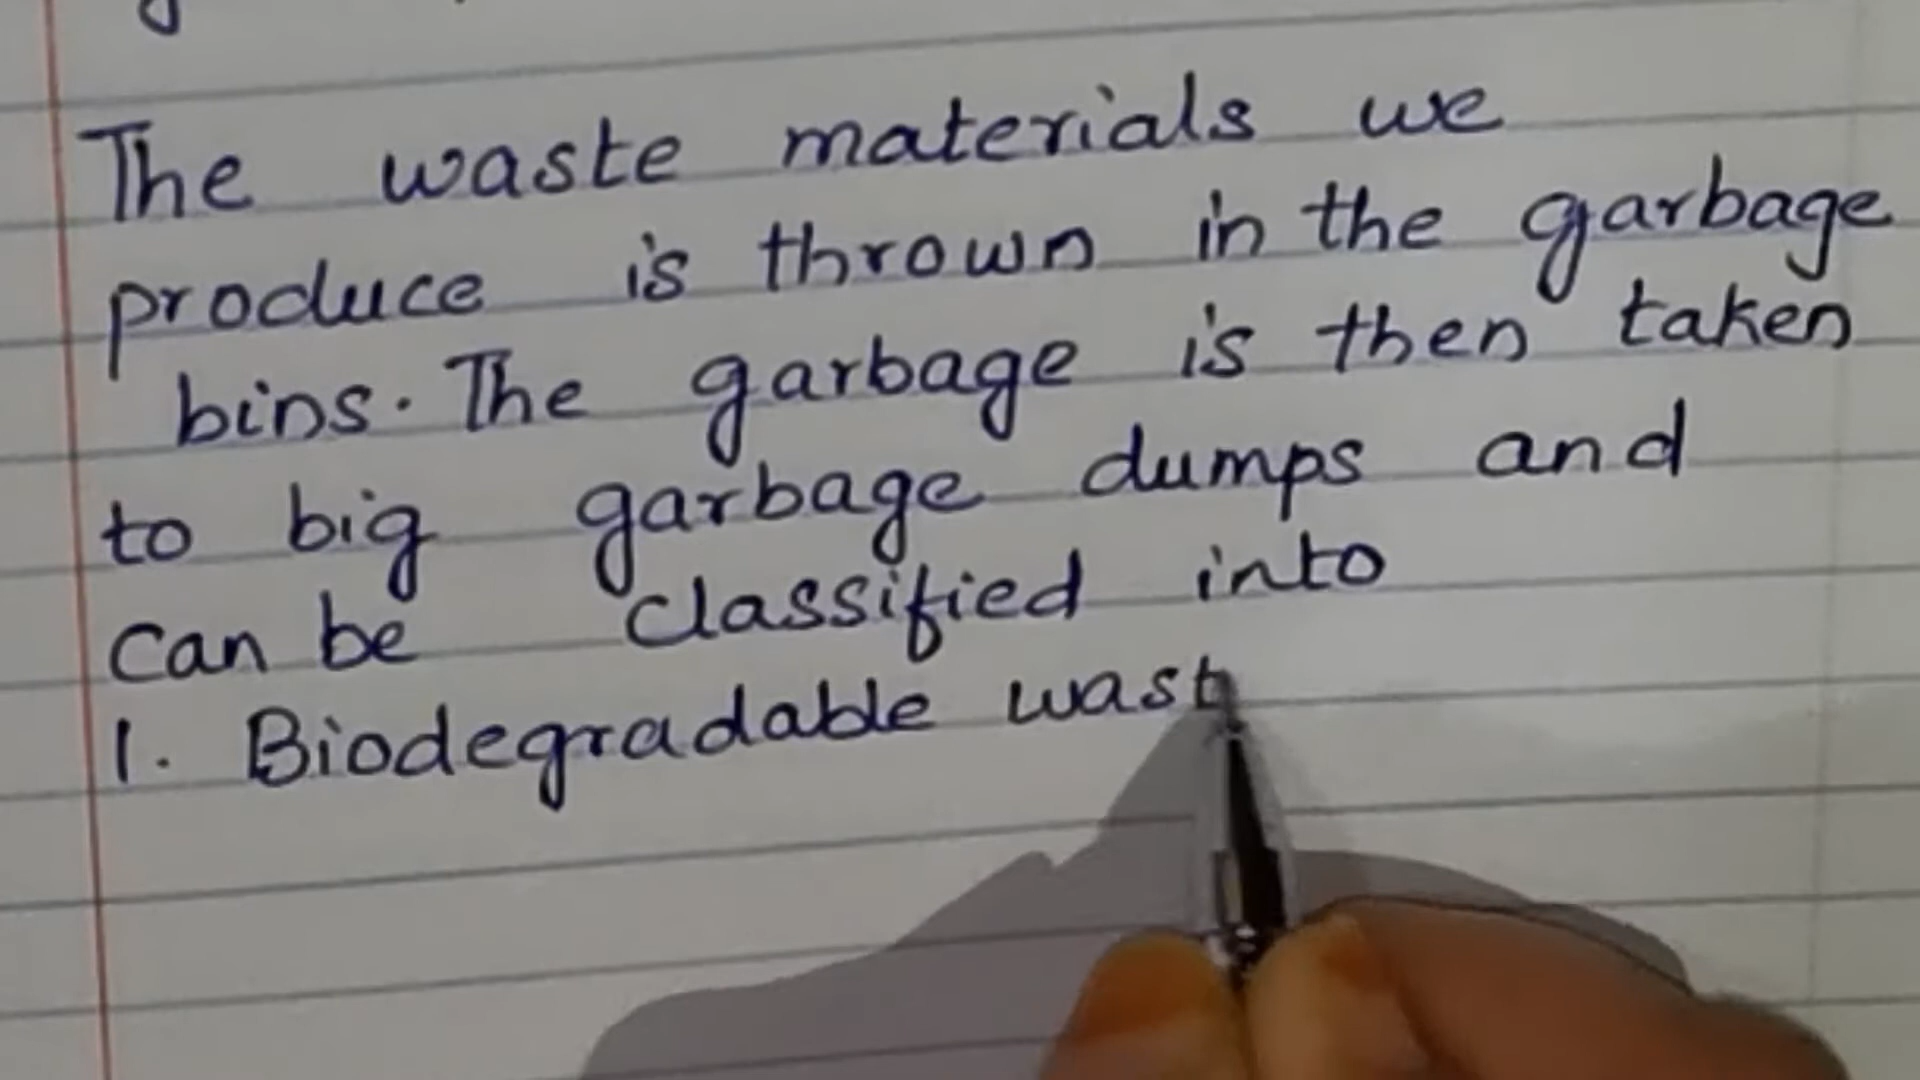 The waste materials we
produce is thrown in the garbage
bins. The garbage is then taken
to big garbage dumps and
can be classified into
1. Biodegradable wast